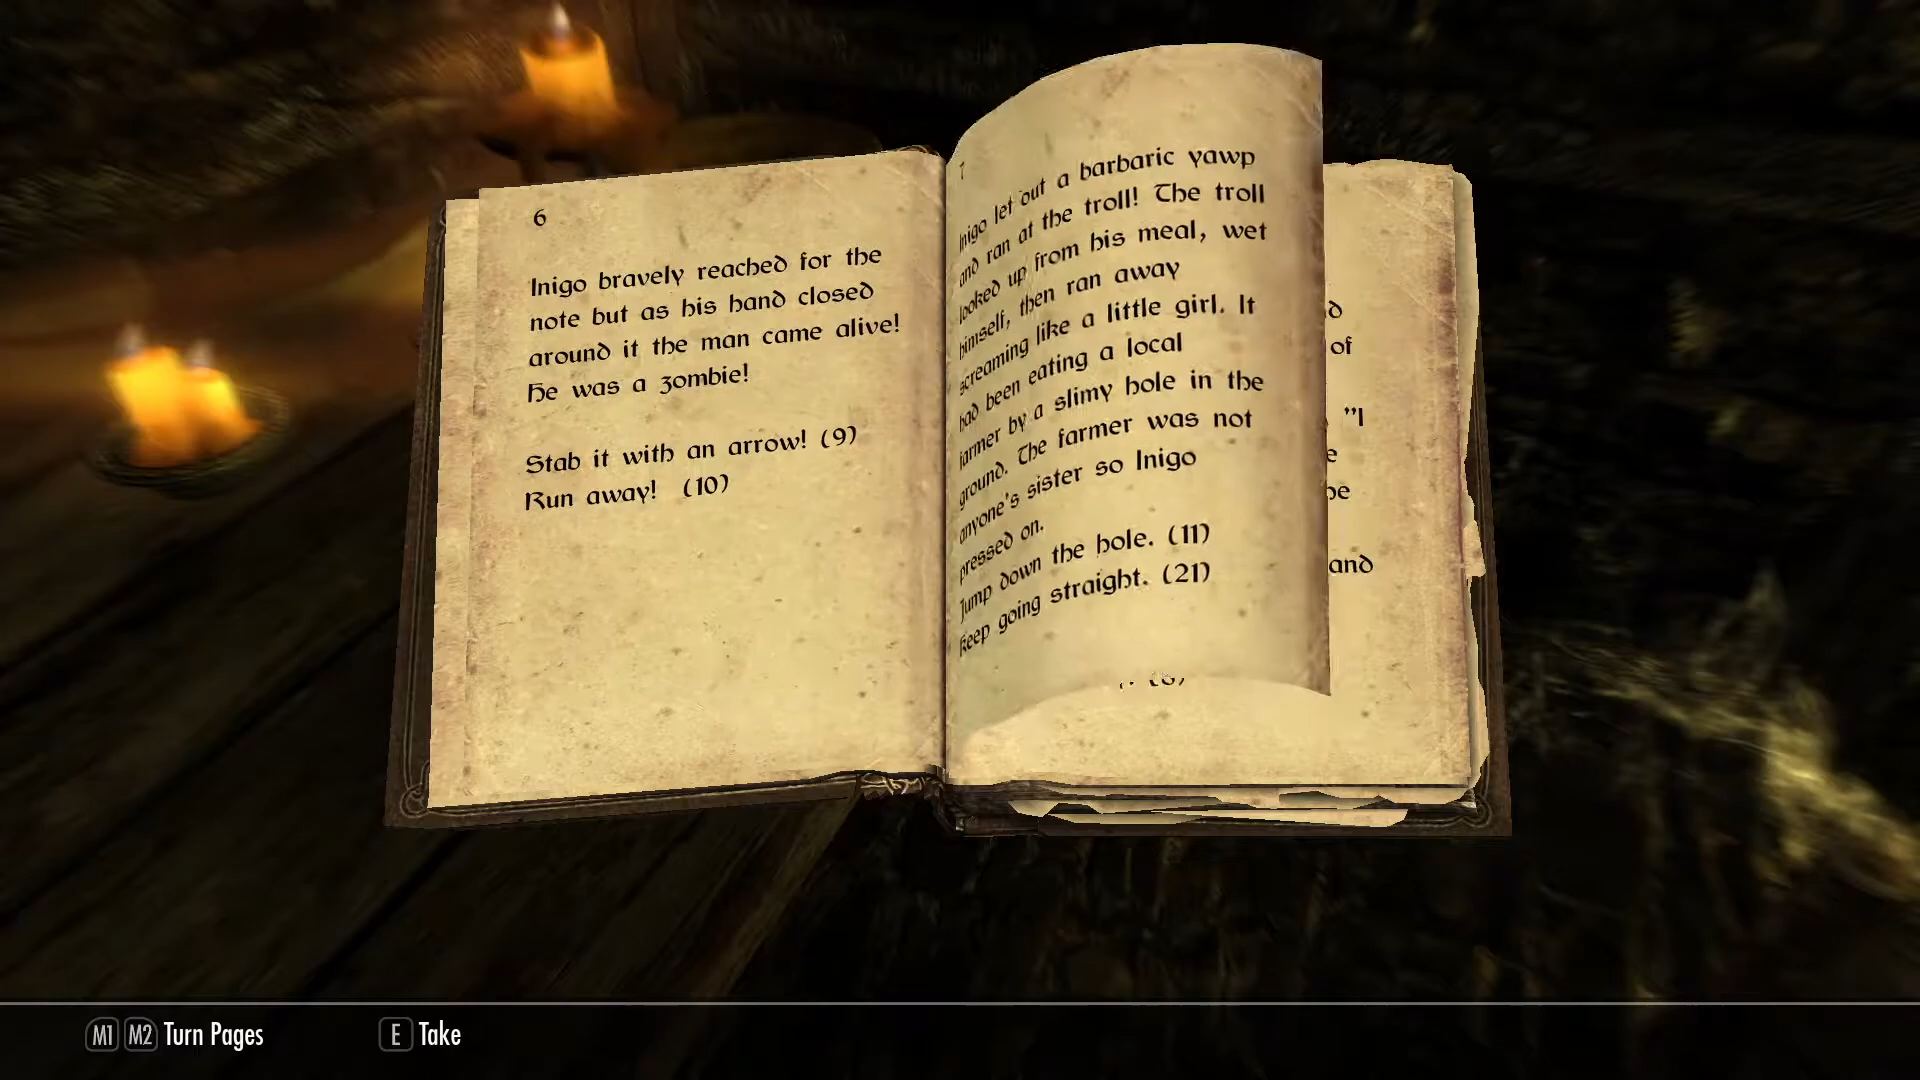 6
Inigo bravely reached for the
note but as his hand closed
around it the man came alive!
He was a zombie!
Stab it with an arrow! (9)
Run away! (10)
7
Inigo let out a barbaric yawp
and ran at the troll! The troll
looked up from his meal, wet
himself, then ran away
screaming like a little girl. It
had been eating a local
farmer by a slimy hole in the
ground. The farmer was not
anyone's sister so Inigo
pressed on.
Jump down the hole. (11)
Keep going straight. (21)
of
"I
and
M1 M2 Turn Pages
E Take